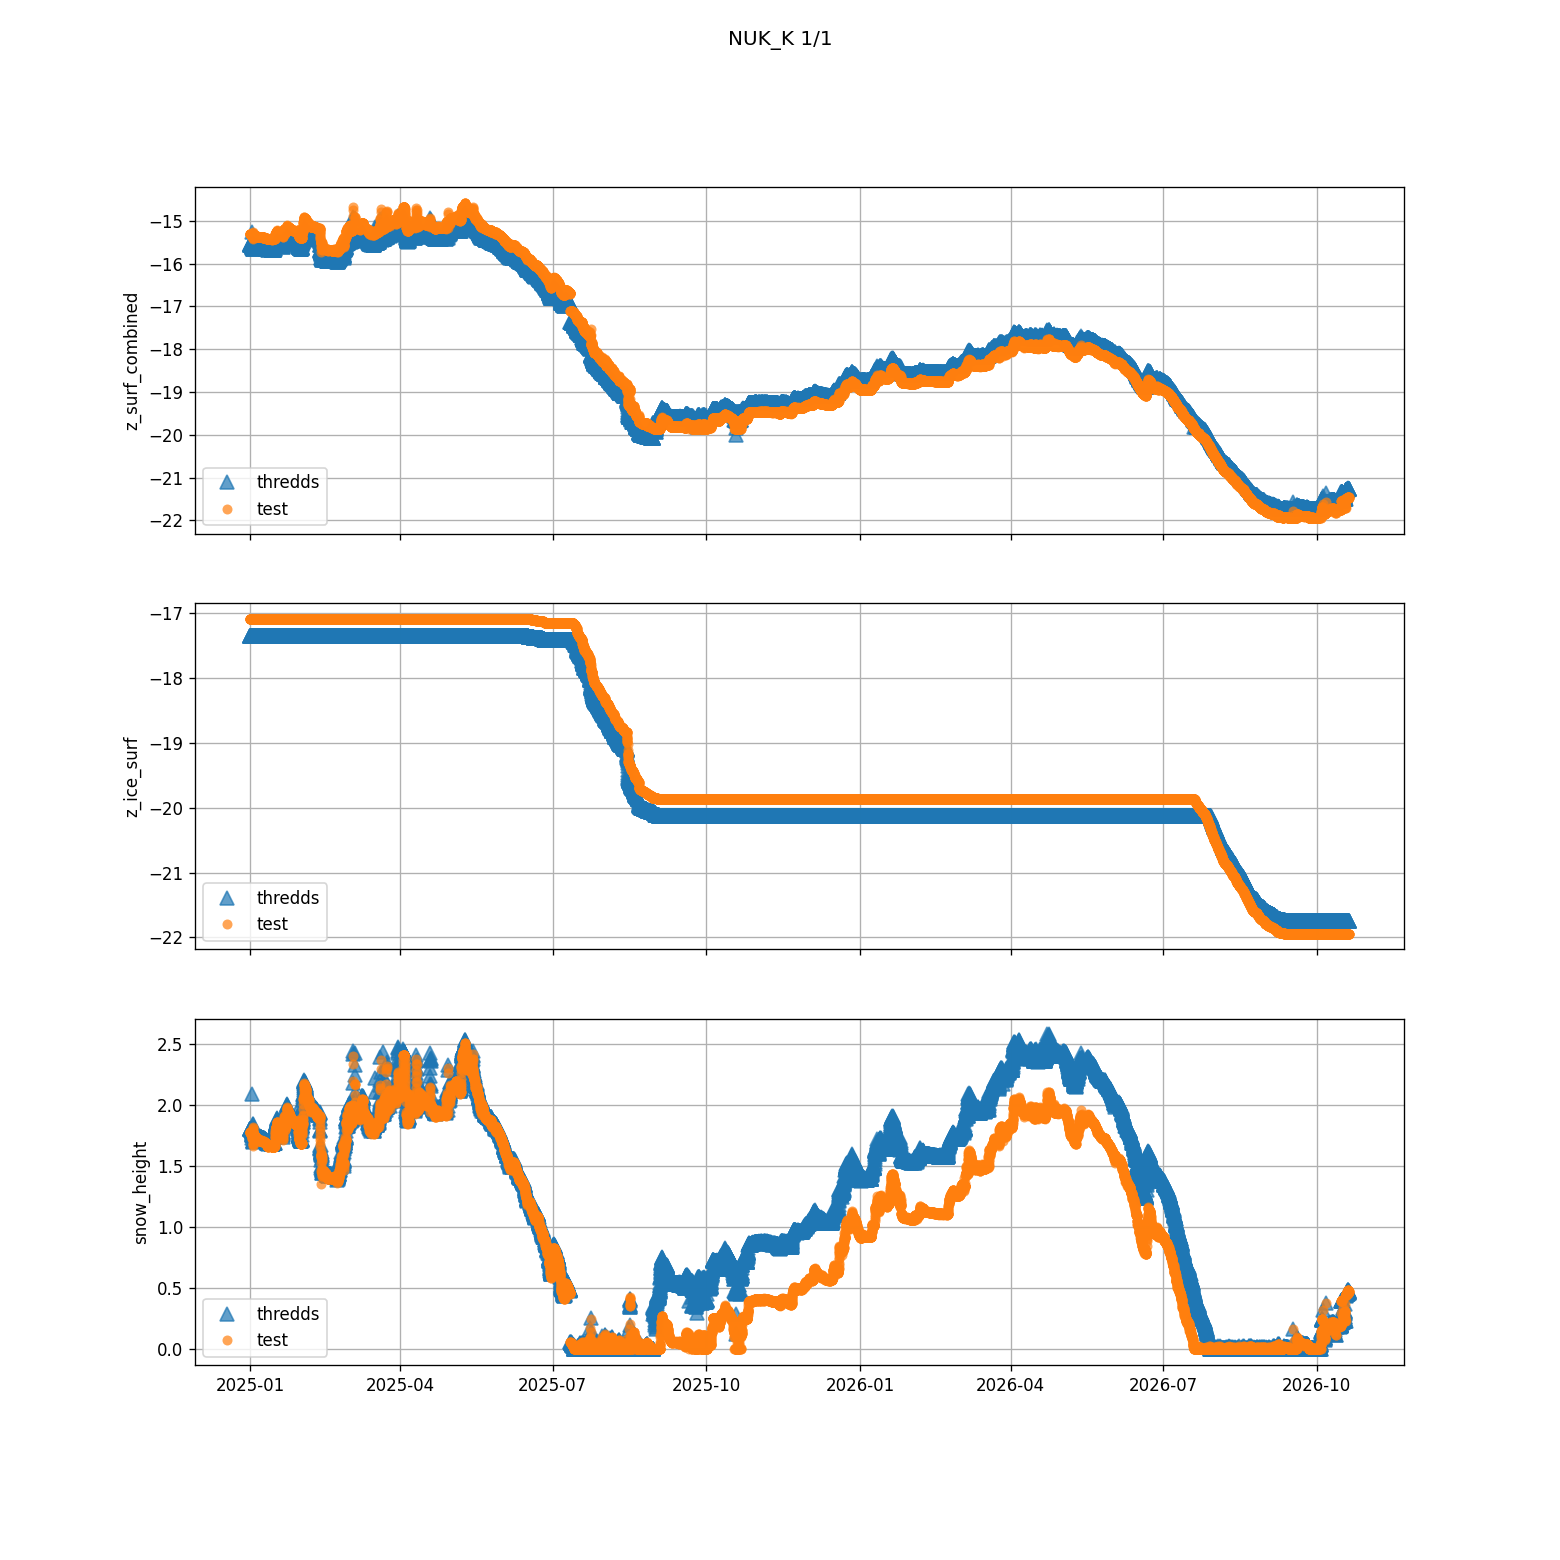 NUK_K 1/1
z_surf_combined
−15
−16
−17
−18
−19
−20
−21
−22
thredds
test
z_ice_surf
−17
−18
−19
−20
−21
−22
thredds
test
snow_height
2.5
2.0
1.5
1.0
0.5
0.0
thredds
test
2025-01 2025-04 2025-07 2025-10 2026-01 2026-04 2026-07 2026-10